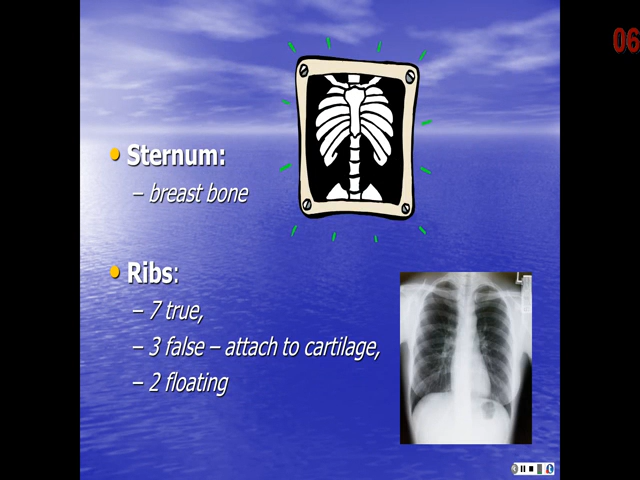 06
Sternum:
– breast bone
Ribs:
– 7 true,
– 3 false – attach to cartilage,
– 2 floating
L